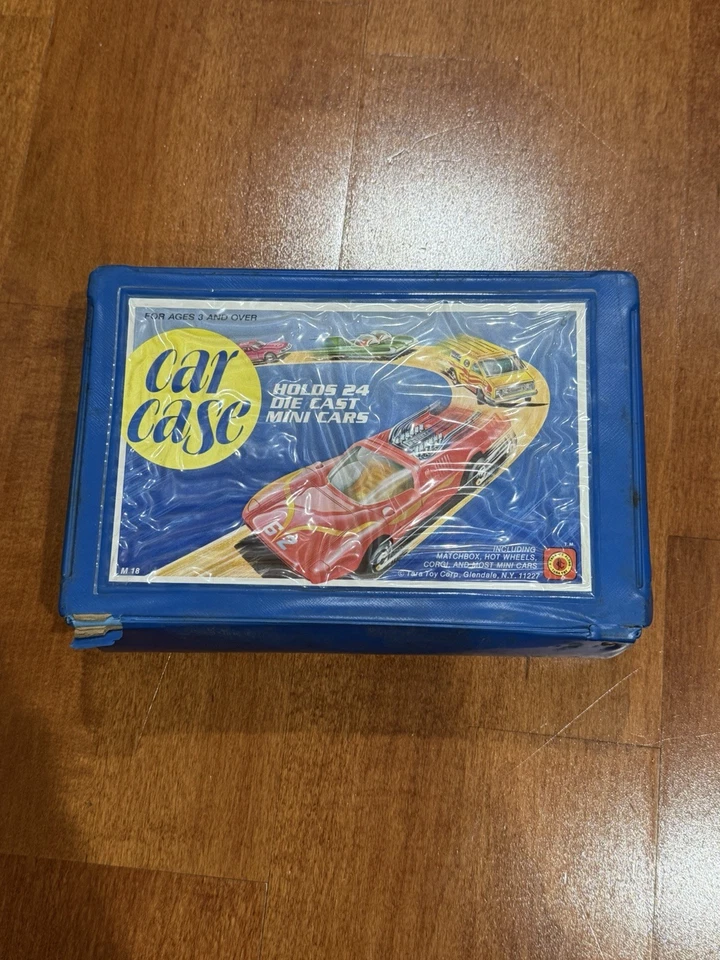 FOR AGES 3 AND OVER
car
case
HOLDS 24
DIE CAST
MINI CARS
62
INCLUDING
MATCHBOX, HOT WHEELS,
CORGI, AND MOST MINI CARS
© Tara Toy Corp., Glendale, N.Y. 11227
T.M.
M 18